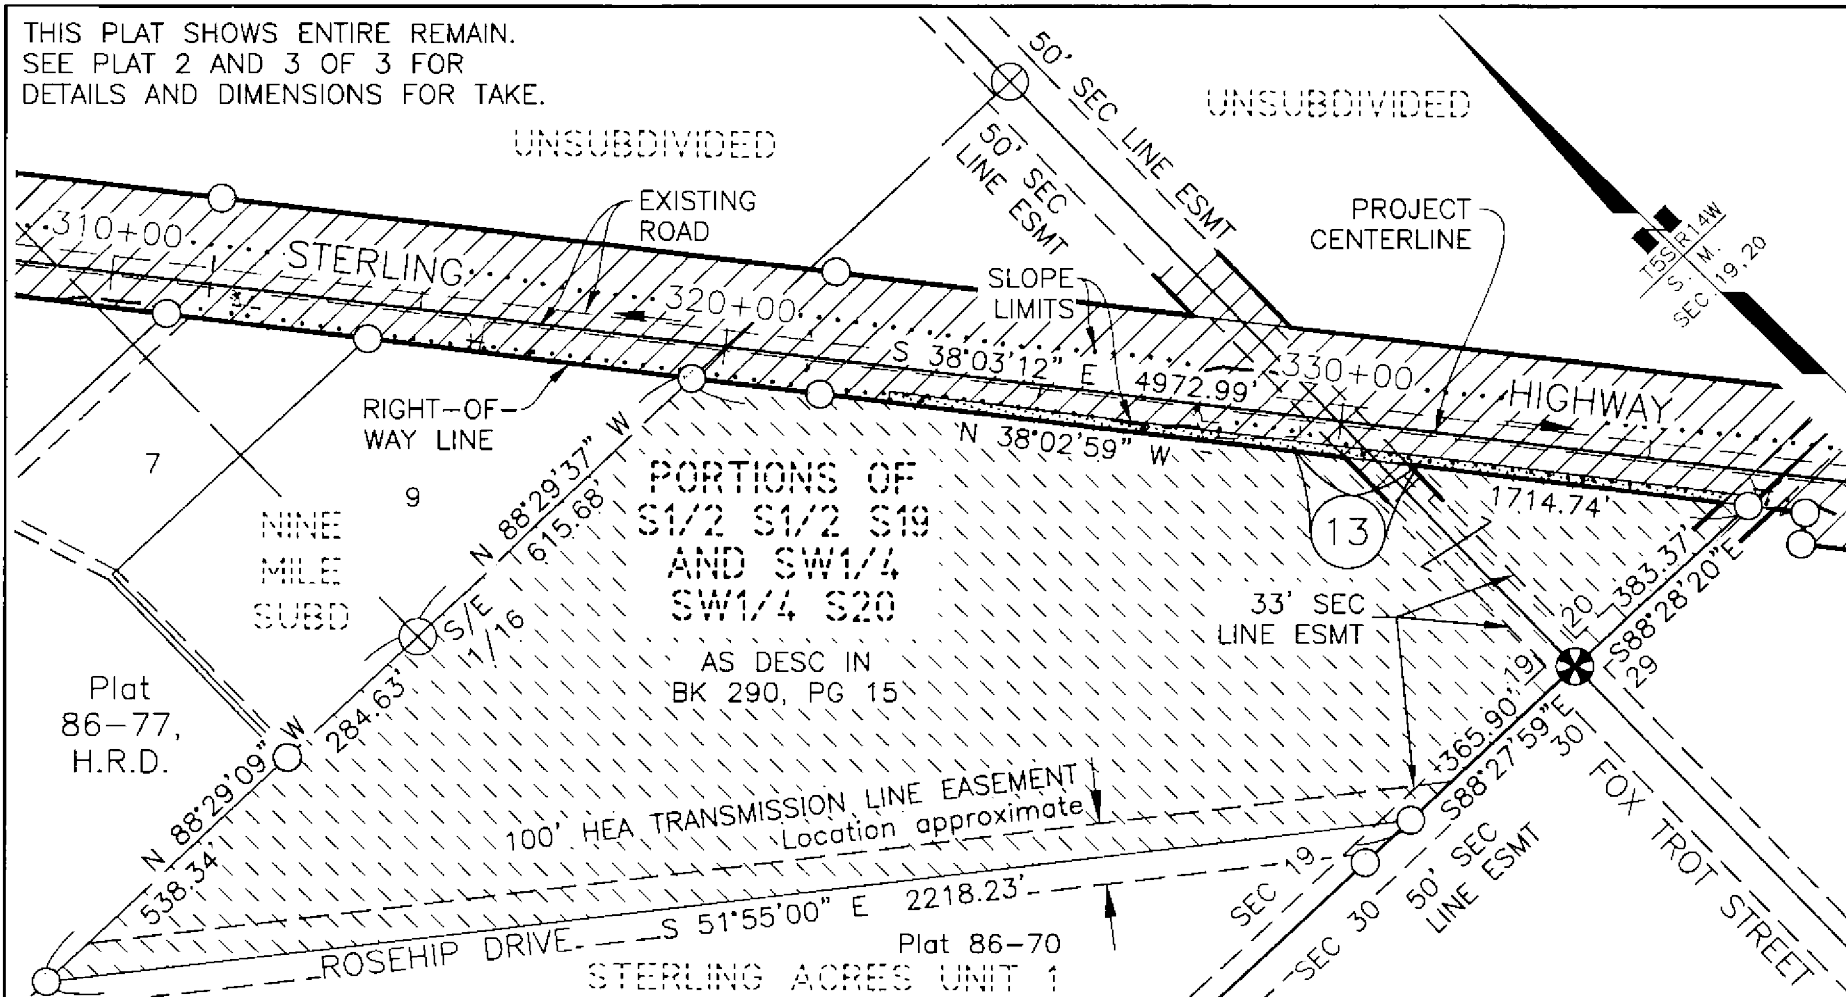 THIS PLAT SHOWS ENTIRE REMAIN.
SEE PLAT 2 AND 3 OF 3 FOR
DETAILS AND DIMENSIONS FOR TAKE.
UNSUBDIVIDED
50' SEC LINE ESMT
50' SEC
LINE ESMT
UNSUBDIVIDED
T5S R14W
S. M.
SEC. 19,20
EXISTING
ROAD
PROJECT
CENTERLINE
SLOPE
LIMITS
310+00
STERLING
320+00
330+00
HIGHWAY
S 38°03'12" E 4972.99'
N 38°02'59" W
1714.74'
RIGHT-OF-
WAY LINE
7
9
NINE
MILE
SUBD
Plat
86-77,
H.R.D.
N 88°29'37" W
615.68'
S/E
1/16
PORTIONS OF
S1/2 S1/2 S19
AND SW1/4
SW1/4 S20
AS DESC IN
BK 290, PG 15
13
33' SEC
LINE ESMT
383.37'
S88°28'20"E
20
19
29
30
365.90'
S88°27'59"E
284.63'
N 88°29'09" W
538.34'
100' HEA TRANSMISSION LINE EASEMENT
Location approximate
S 51°55'00" E 2218.23'
ROSEHIP DRIVE
Plat 86-70
STERLING ACRES UNIT 1
SEC 19
SEC 30
50' SEC
LINE ESMT
FOX TROT STREET